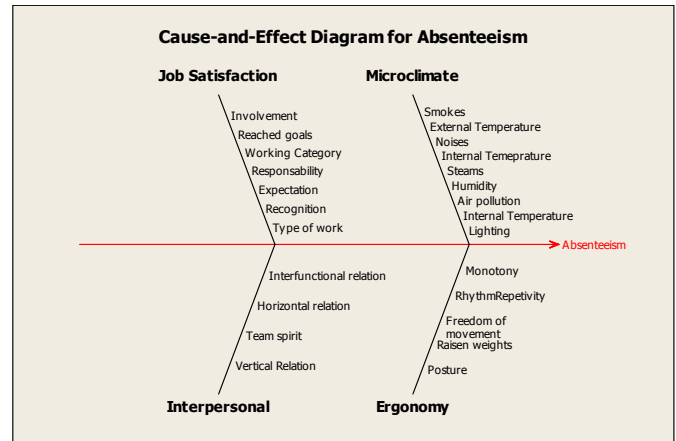 Cause-and-Effect Diagram for Absenteeism
Job Satisfaction
Involvement
Reached goals
Working Category
Responsability
Expectation
Recognition
Type of work
Microclimate
Smokes
External Temperature
Noises
Internal Temeprature
Steams
Humidity
Air pollution
Internal Temperature
Lighting
Absenteeism
Interfunctional relation
Horizontal relation
Team spirit
Vertical Relation
Interpersonal
Monotony
RhythmRepetivity
Freedom of
movement
Raisen weights
Posture
Ergonomy